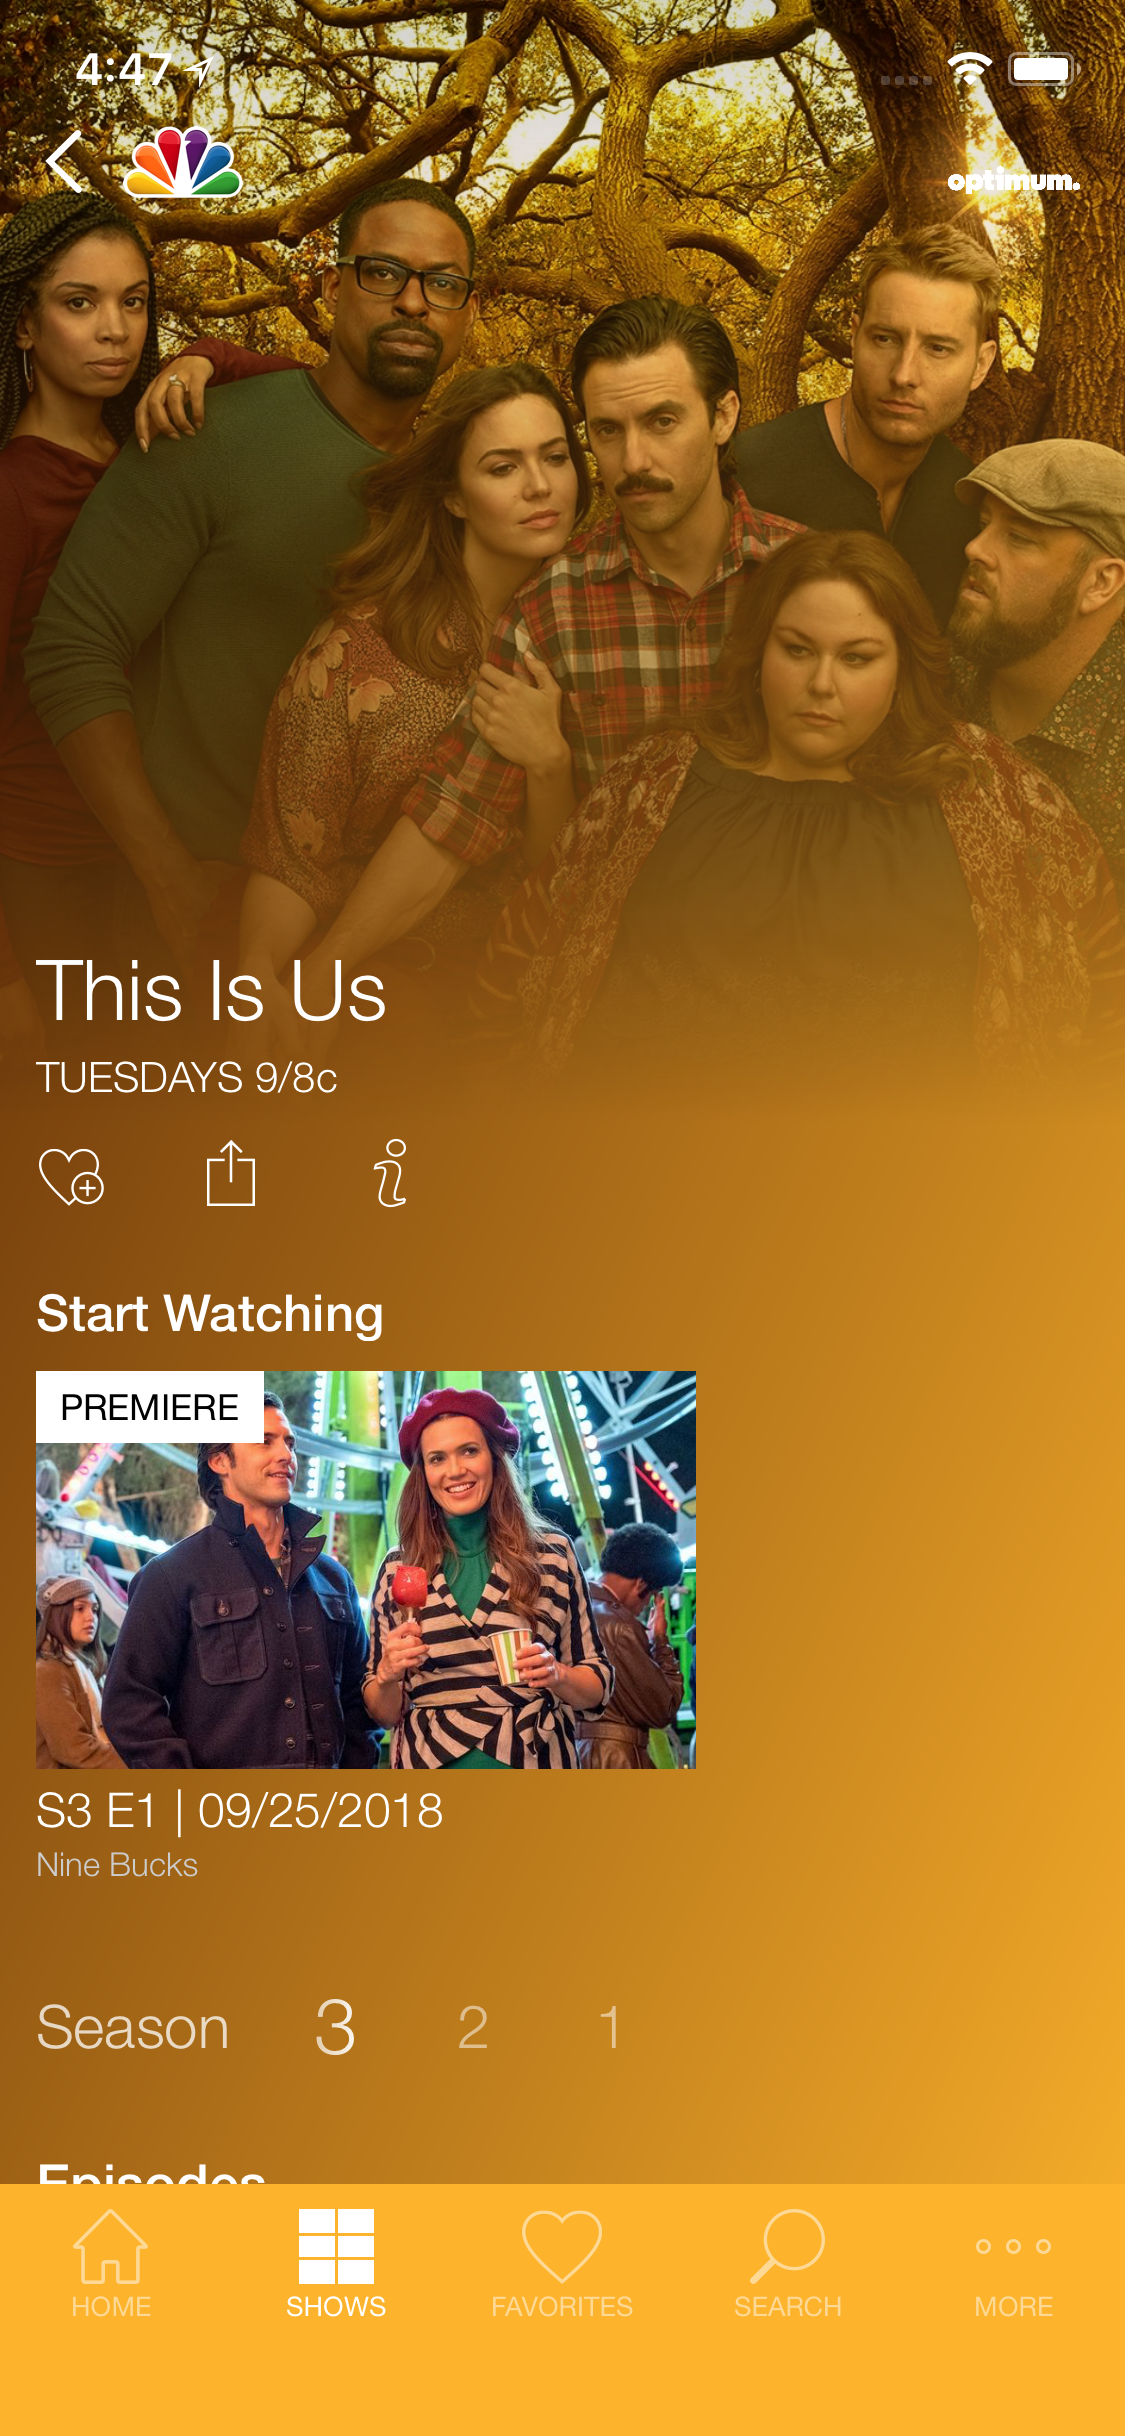 4:47
optimum.
This Is Us
TUESDAYS 9/8c
Start Watching
PREMIERE
S3 E1 | 09/25/2018
Nine Bucks
Season 3 2 1
Episodes
HOME SHOWS FAVORITES SEARCH MORE